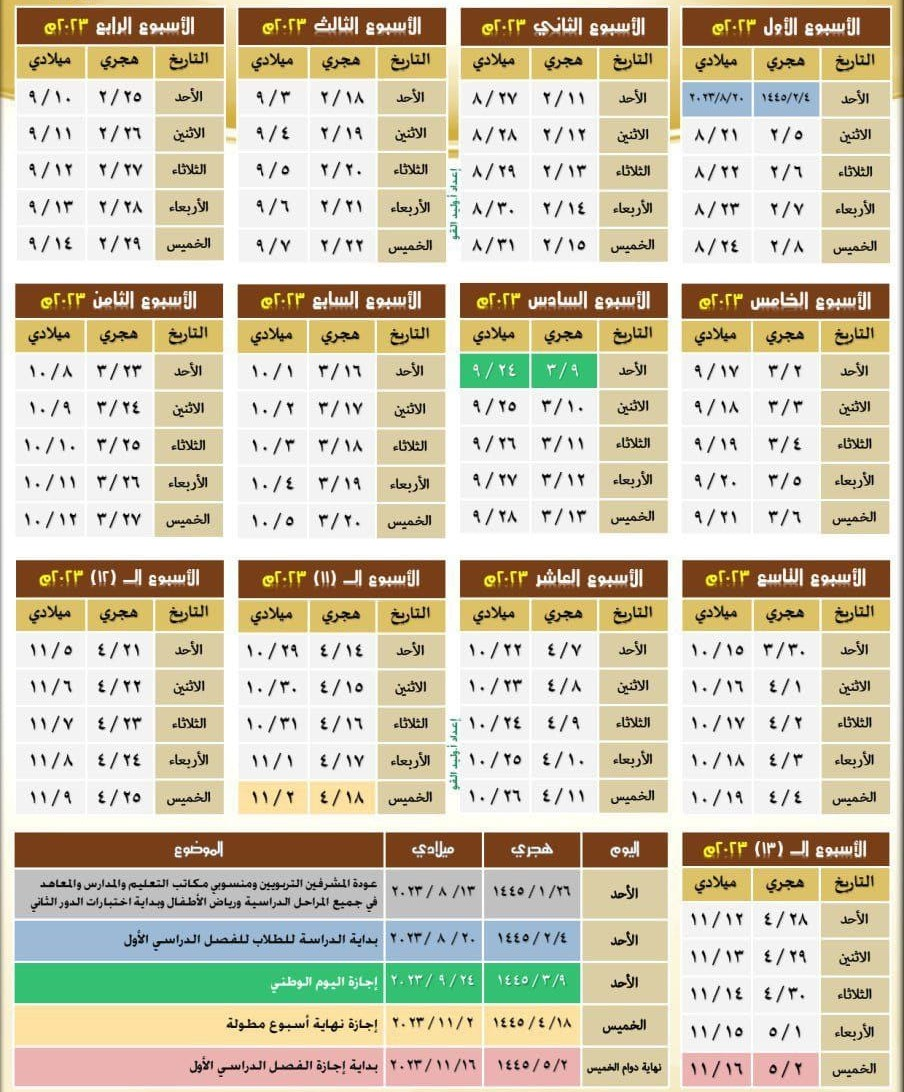 الأسبوع الأول ٢٠٢٣م
التاريخ هجري ميلادي
الأحد ١٤٤٥/٢/٤ ٢٠٢٣/٨/٢٠
الاثنين ٢/٥ ٨/٢١
الثلاثاء ٢/٦ ٨/٢٢
الأربعاء ٢/٧ ٨/٢٣
الخميس ٢/٨ ٨/٢٤
الأسبوع الثاني ٢٠٢٣م
التاريخ هجري ميلادي
الأحد ٢/١١ ٨/٢٧
الاثنين ٢/١٢ ٨/٢٨
الثلاثاء ٢/١٣ ٨/٢٩
الأربعاء ٢/١٤ ٨/٣٠
الخميس ٢/١٥ ٨/٣١
إعداد أ.وليد القو
الأسبوع الثالث ٢٠٢٣م
التاريخ هجري ميلادي
الأحد ٢/١٨ ٩/٣
الاثنين ٢/١٩ ٩/٤
الثلاثاء ٢/٢٠ ٩/٥
الأربعاء ٢/٢١ ٩/٦
الخميس ٢/٢٢ ٩/٧
الأسبوع الرابع ٢٠٢٣م
التاريخ هجري ميلادي
الأحد ٢/٢٥ ٩/١٠
الاثنين ٢/٢٦ ٩/١١
الثلاثاء ٢/٢٧ ٩/١٢
الأربعاء ٢/٢٨ ٩/١٣
الخميس ٢/٢٩ ٩/١٤
الأسبوع الخامس ٢٠٢٣م
التاريخ هجري ميلادي
الأحد ٣/٢ ٩/١٧
الاثنين ٣/٣ ٩/١٨
الثلاثاء ٣/٤ ٩/١٩
الأربعاء ٣/٥ ٩/٢٠
الخميس ٣/٦ ٩/٢١
الأسبوع السادس ٢٠٢٣م
التاريخ هجري ميلادي
الأحد ٣/٩ ٩/٢٤
الاثنين ٣/١٠ ٩/٢٥
الثلاثاء ٣/١١ ٩/٢٦
الأربعاء ٣/١٢ ٩/٢٧
الخميس ٣/١٣ ٩/٢٨
الأسبوع السابع ٢٠٢٣م
التاريخ هجري ميلادي
الأحد ٣/١٦ ١٠/١
الاثنين ٣/١٧ ١٠/٢
الثلاثاء ٣/١٨ ١٠/٣
الأربعاء ٣/١٩ ١٠/٤
الخميس ٣/٢٠ ١٠/٥
الأسبوع الثامن ٢٠٢٣م
التاريخ هجري ميلادي
الأحد ٣/٢٣ ١٠/٨
الاثنين ٣/٢٤ ١٠/٩
الثلاثاء ٣/٢٥ ١٠/١٠
الأربعاء ٣/٢٦ ١٠/١١
الخميس ٣/٢٧ ١٠/١٢
الأسبوع التاسع ٢٠٢٣م
التاريخ هجري ميلادي
الأحد ٣/٣٠ ١٠/١٥
الاثنين ٤/١ ١٠/١٦
الثلاثاء ٤/٢ ١٠/١٧
الأربعاء ٤/٣ ١٠/١٨
الخميس ٤/٤ ١٠/١٩
الأسبوع العاشر ٢٠٢٣م
التاريخ هجري ميلادي
الأحد ٤/٧ ١٠/٢٢
الاثنين ٤/٨ ١٠/٢٣
الثلاثاء ٤/٩ ١٠/٢٤
الأربعاء ٤/١٠ ١٠/٢٥
الخميس ٤/١١ ١٠/٢٦
إعداد أ.وليد القو
الأسبوع الـ (١١) ٢٠٢٣م
التاريخ هجري ميلادي
الأحد ٤/١٤ ١٠/٢٩
الاثنين ٤/١٥ ١٠/٣٠
الثلاثاء ٤/١٦ ١٠/٣١
الأربعاء ٤/١٧ ١١/١
الخميس ٤/١٨ ١١/٢
الأسبوع الـ (١٢) ٢٠٢٣م
التاريخ هجري ميلادي
الأحد ٤/٢١ ١١/٥
الاثنين ٤/٢٢ ١١/٦
الثلاثاء ٤/٢٣ ١١/٧
الأربعاء ٤/٢٤ ١١/٨
الخميس ٤/٢٥ ١١/٩
الأسبوع الـ (١٣) ٢٠٢٣م
التاريخ هجري ميلادي
الأحد ٤/٢٨ ١١/١٢
الاثنين ٤/٢٩ ١١/١٣
الثلاثاء ٤/٣٠ ١١/١٤
الأربعاء ٥/١ ١١/١٥
الخميس ٥/٢ ١١/١٦
اليوم هجري ميلادي الموضوع
الأحد ١٤٤٥/١/٢٦ ٢٠٢٣/٨/١٣ عودة المشرفين التربويين ومنسوبي مكاتب التعليم والمدارس والمعاهد
في جميع المراحل الدراسية ورياض الأطفال وبداية اختبارات الدور الثاني
الأحد ١٤٤٥/٢/٤ ٢٠٢٣/٨/٢٠ بداية الدراسة للطلاب للفصل الدراسي الأول
الأحد ١٤٤٥/٣/٩ ٢٠٢٣/٩/٢٤ إجازة اليوم الوطني
الخميس ١٤٤٥/٤/١٨ ٢٠٢٣/١١/٢ إجازة نهاية أسبوع مطولة
نهاية دوام الخميس ١٤٤٥/٥/٢ ٢٠٢٣/١١/١٦ بداية إجازة الفصل الدراسي الأول